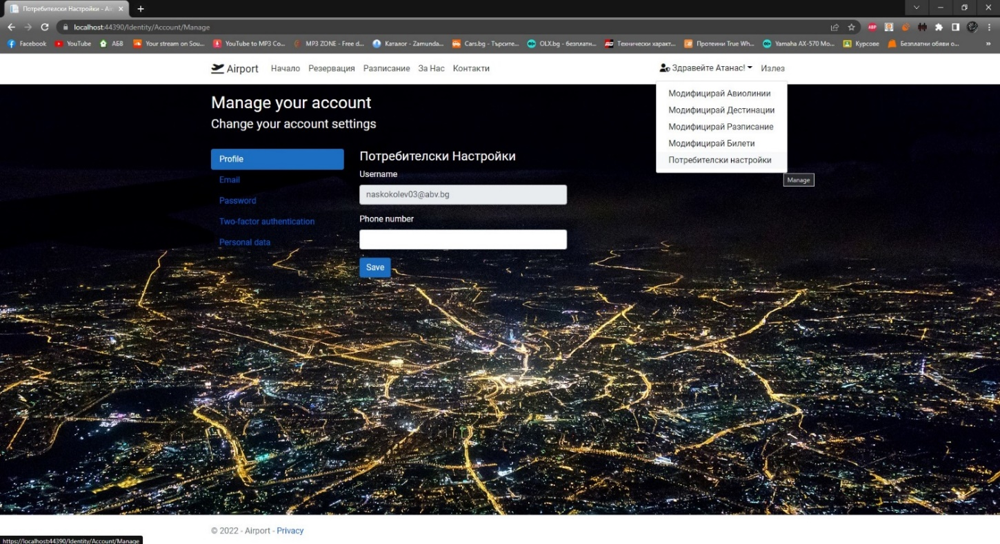 Потребителски Настройки - Air
localhost:44390/Identity/Account/Manage
ABP
Facebook YouTube АБВ Your stream on Sou... YouTube to MP3 Co... MP3 ZONE - Free d... Каталог - Zamunda... Cars.bg - Търсите... OLX.bg - безплатн... Технически характ... Протеини True Wh... Yamaha AX-570 Mo... Курсове Безплатни обяви о... »
Airport Начало Резервация Разписание За Нас Контакти Здравейте Атанас! Излез
Модифицирай Авиолинии
Модифицирай Дестинации
Модифицирай Разписание
Модифицирай Билети
Потребителски настройки
Manage
Manage your account
Change your account settings
Profile
Email
Password
Two-factor authentication
Personal data
Потребителски Настройки
Username
naskokolev03@abv.bg
Phone number
Save
© 2022 - Airport - Privacy
https://localhost:44390/Identity/Account/Manage